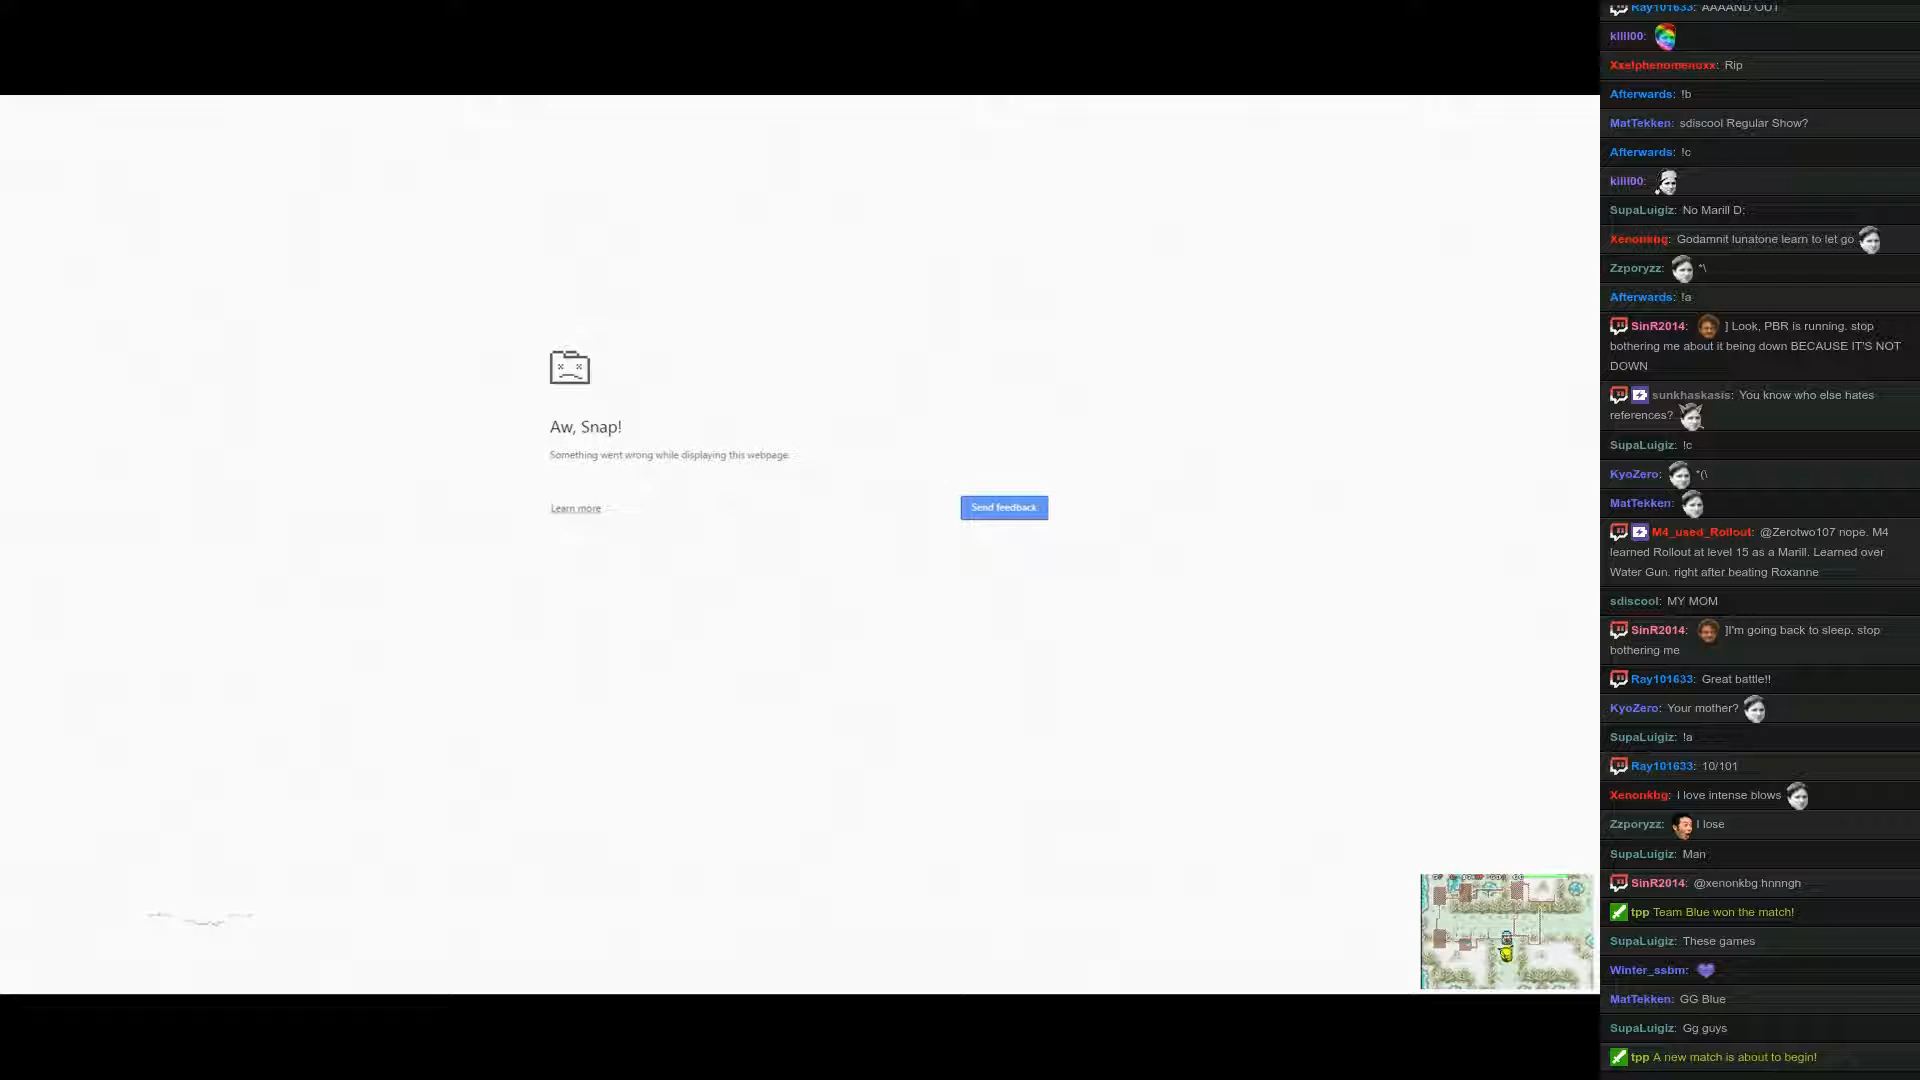 Aw, Snap!
Something went wrong while displaying this webpage.
Learn more
Send feedback
Ray101633: AAAAND OUT
killl00:
Xxelphenomenoxx: Rip
Afterwards: !b
MatTekken: sdiscool Regular Show?
Afterwards: !c
killl00:
SupaLuigiz: No Marill D:
Xenonkbg: Godamnit lunatone learn to let go
Zzporyzz: *\
Afterwards: !a
SinR2014: ] Look, PBR is running. stop
bothering me about it being down BECAUSE IT'S NOT
DOWN
sunkhaskasis: You know who else hates
references?
SupaLuigiz: !c
KyoZero: *(\
MatTekken:
M4_used_Rollout: @Zerotwo107 nope. M4
learned Rollout at level 15 as a Marill. Learned over
Water Gun. right after beating Roxanne
sdiscool: MY MOM
SinR2014: ]I'm going back to sleep. stop
bothering me
Ray101633: Great battle!!
KyoZero: Your mother?
SupaLuigiz: !a
Ray101633: 10/101
Xenonkbg: I love intense blows
Zzporyzz: I lose
SupaLuigiz: Man
SinR2014: @xenonkbg hnnngh
tpp Team Blue won the match!
SupaLuigiz: These games
Winter_ssbm:
MatTekken: GG Blue
SupaLuigiz: Gg guys
tpp A new match is about to begin!